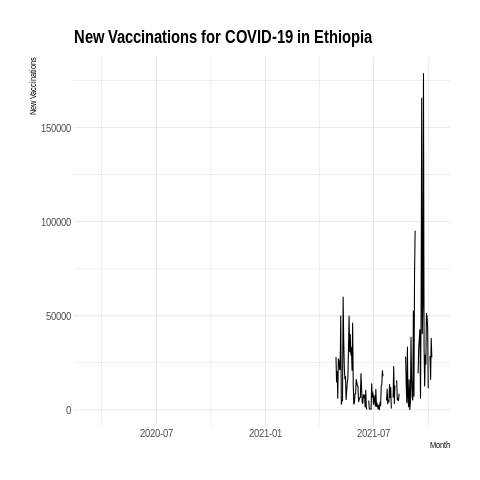 New Vaccinations for COVID-19 in Ethiopia
New Vaccinations
150000
100000
50000
0
2020-07 2021-01 2021-07
Month